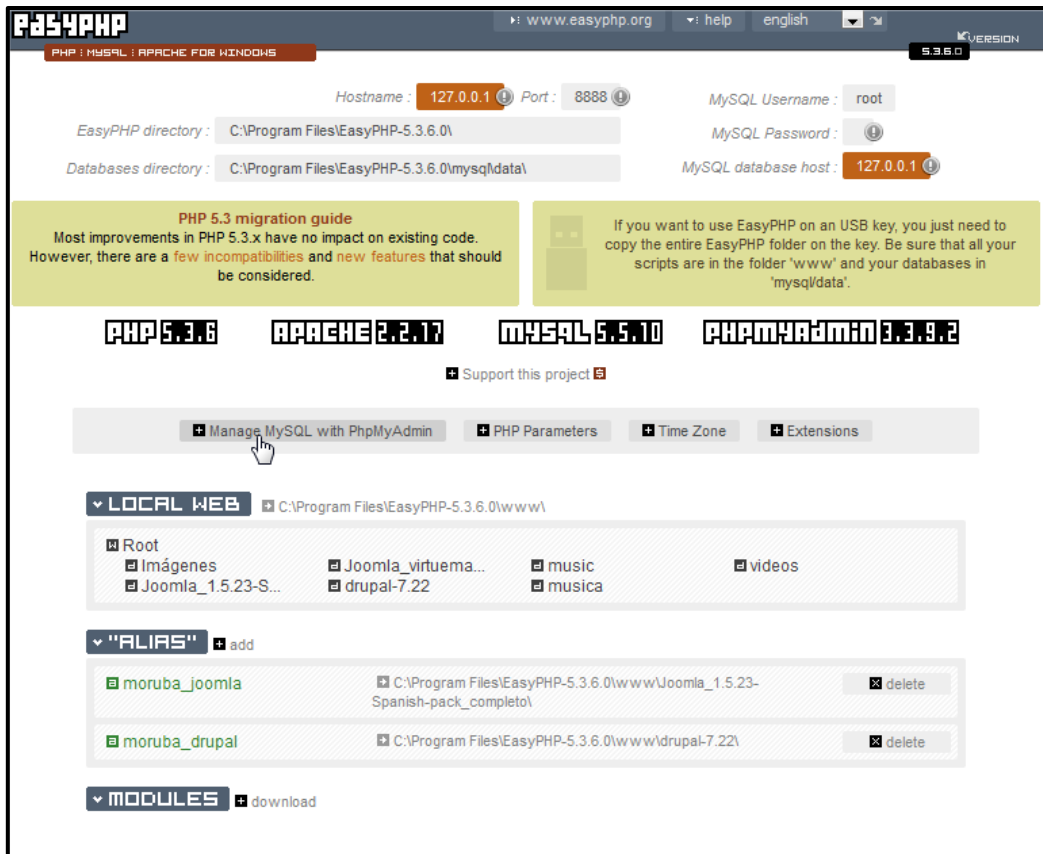 easyPHP
www.easyphp.org
help
english
VERSION
5.3.6.0
PHP : MYSQL : APACHE FOR WINDOWS
Hostname : 127.0.0.1 Port : 8888
MySQL Username : root
EasyPHP directory : C:\Program Files\EasyPHP-5.3.6.0\
MySQL Password :
Databases directory : C:\Program Files\EasyPHP-5.3.6.0\mysql\data\
MySQL database host : 127.0.0.1
PHP 5.3 migration guide
Most improvements in PHP 5.3.x have no impact on existing code.
However, there are a few incompatibilities and new features that should
be considered.
If you want to use EasyPHP on an USB key, you just need to
copy the entire EasyPHP folder on the key. Be sure that all your
scripts are in the folder 'www' and your databases in
'mysql/data'.
PHP 5.3.6
APACHE 2.2.17
MYSQL 5.5.10
PHPMYADMIN 3.3.9.2
Support this project $
Manage MySQL with PhpMyAdmin
PHP Parameters
Time Zone
Extensions
LOCAL WEB
C:\Program Files\EasyPHP-5.3.6.0\www\
W Root
d Imágenes
d Joomla_virtuema...
d music
d videos
d Joomla_1.5.23-S...
d drupal-7.22
d musica
"ALIAS"
add
a moruba_joomla
C:\Program Files\EasyPHP-5.3.6.0\www\Joomla_1.5.23-
Spanish-pack_completo\
delete
a moruba_drupal
C:\Program Files\EasyPHP-5.3.6.0\www\drupal-7.22\
delete
MODULES
download